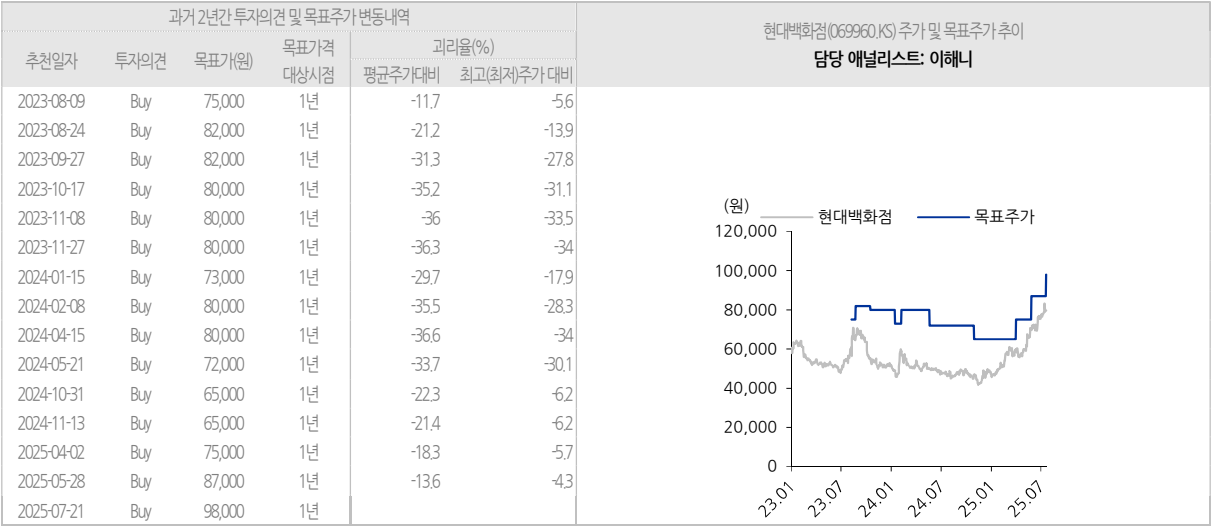 과거 2년간 투자의견 및 목표주가 변동내역
추천일자 투자의견 목표가(원) 목표가격 대상시점 괴리율(%)
평균주가대비 최고(최저)주가 대비
2023-08-09 Buy 75,000 1년 -11.7 -5.6
2023-08-24 Buy 82,000 1년 -21.2 -13.9
2023-09-27 Buy 82,000 1년 -31.3 -27.8
2023-10-17 Buy 80,000 1년 -35.2 -31.1
2023-11-08 Buy 80,000 1년 -36 -33.5
2023-11-27 Buy 80,000 1년 -36.3 -34
2024-01-15 Buy 73,000 1년 -29.7 -17.9
2024-02-08 Buy 80,000 1년 -35.5 -28.3
2024-04-15 Buy 80,000 1년 -36.6 -34
2024-05-21 Buy 72,000 1년 -33.7 -30.1
2024-10-31 Buy 65,000 1년 -22.3 -6.2
2024-11-13 Buy 65,000 1년 -21.4 -6.2
2025-04-02 Buy 75,000 1년 -18.3 -5.7
2025-05-28 Buy 87,000 1년 -13.6 -4.3
2025-07-21 Buy 98,000 1년
현대백화점(069960.KS) 주가 및 목표주가 추이
담당 애널리스트: 이해니
(원)
현대백화점 목표주가
120,000
100,000
80,000
60,000
40,000
20,000
0
23.01 23.07 24.01 24.07 25.01 25.07